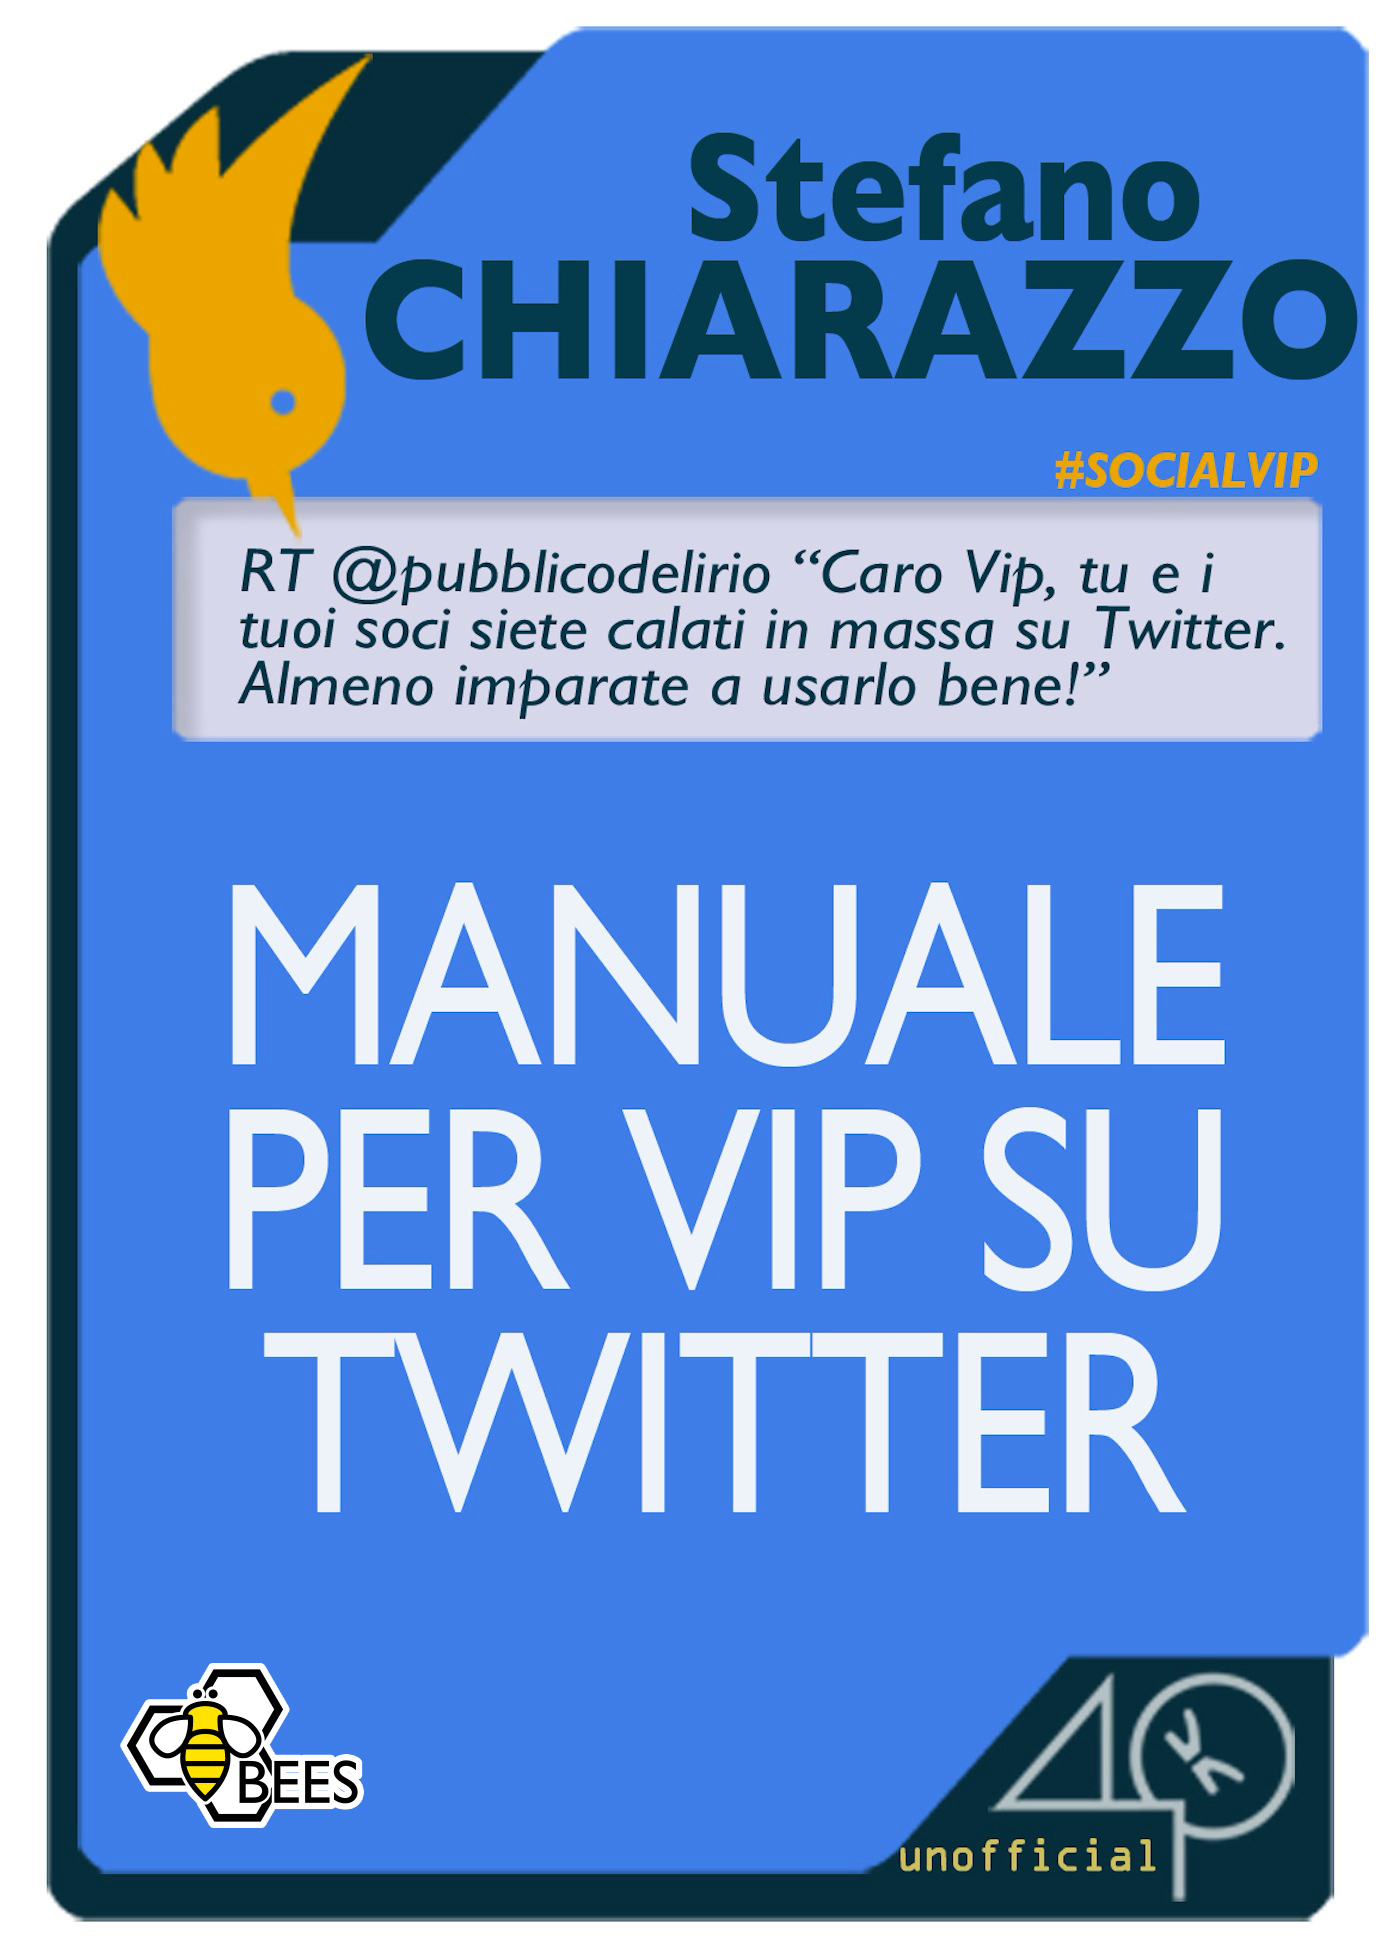 Stefano
CHIARAZZO
#SOCIALVIP
RT @pubblicodelirio “Caro Vip, tu e i
tuoi soci siete calati in massa su Twitter.
Almeno imparate a usarlo bene!”
MANUALE
PER VIP SU
TWITTER
BEES
40K
unofficial